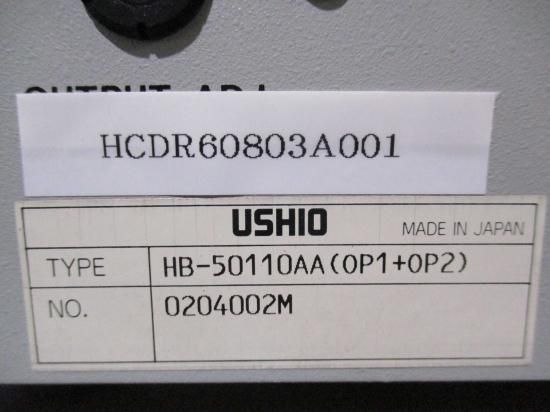 HCDR60803A001
USHIO MADE IN JAPAN
TYPE HB-50110AA(OP1+OP2)
NO. 0204002M